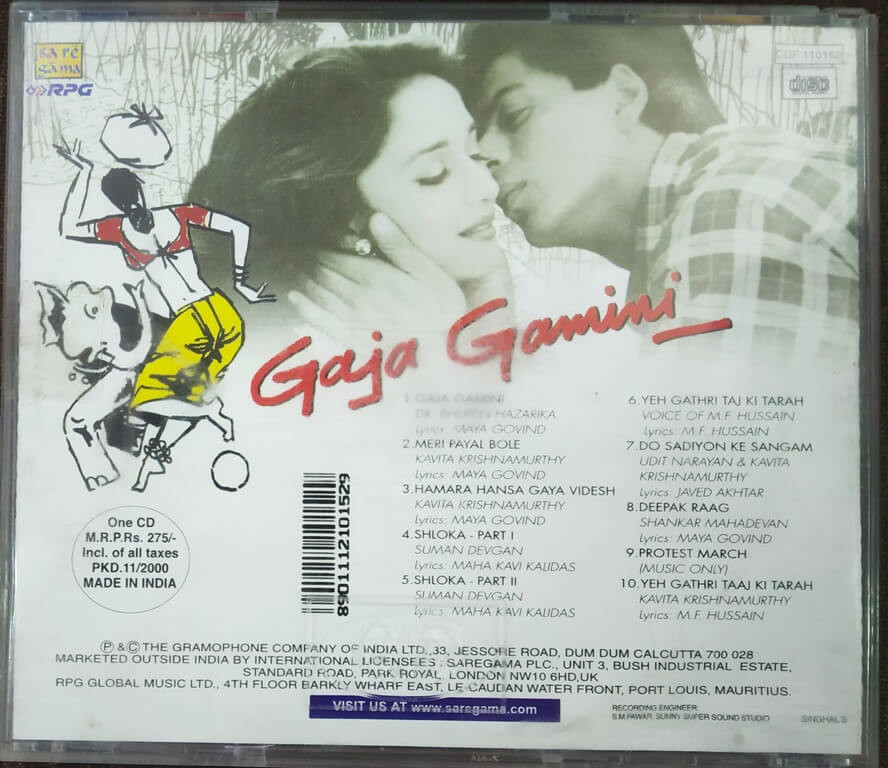 sa re
ga ma
RPG
CDF 110152
disc
Gaja Gamini
1. GAJA GAMINI
DR. BHUPEN HAZARIKA
Lyrics: MAYA GOVIND
2. MERI PAYAL BOLE
KAVITA KRISHNAMURTHY
Lyrics: MAYA GOVIND
3. HAMARA HANSA GAYA VIDESH
KAVITA KRISHNAMURTHY
Lyrics: MAYA GOVIND
4. SHLOKA - PART I
SUMAN DEVGAN
Lyrics: MAHA KAVI KALIDAS
5. SHLOKA - PART II
SUMAN DEVGAN
Lyrics: MAHA KAVI KALIDAS
6. YEH GATHRI TAJ KI TARAH
VOICE OF M.F. HUSSAIN
Lyrics: M.F. HUSSAIN
7. DO SADIYON KE SANGAM
UDIT NARAYAN & KAVITA
KRISHNAMURTHY
Lyrics: JAVED AKHTAR
8. DEEPAK RAAG
SHANKAR MAHADEVAN
Lyrics: MAYA GOVIND
9. PROTEST MARCH
(MUSIC ONLY)
10. YEH GATHRI TAAJ KI TARAH
KAVITA KRISHNAMURTHY
Lyrics: M.F. HUSSAIN
8901112101529
One CD
M.R.P.Rs. 275/-
incl. of all taxes
PKD.11/2000
MADE IN INDIA
℗ & © THE GRAMOPHONE COMPANY OF INDIA LTD.,33, JESSORE ROAD, DUM DUM CALCUTTA 700 028
MARKETED OUTSIDE INDIA BY INTERNATIONAL LICENSEES : SAREGAMA PLC., UNIT 3, BUSH INDUSTRIAL ESTATE,
STANDARD ROAD, PARK ROYAL, LONDON NW10 6HD,UK
RPG GLOBAL MUSIC LTD., 4TH FLOOR BARKLY WHARF EAST, LE CAUDAN WATER FRONT, PORT LOUIS, MAURITIUS.
VISIT US AT www.saregama.com
RECORDING ENGINEER:
S.M.PAWAR, SUNNY SUPER SOUND STUDIO
SINGHAL'S